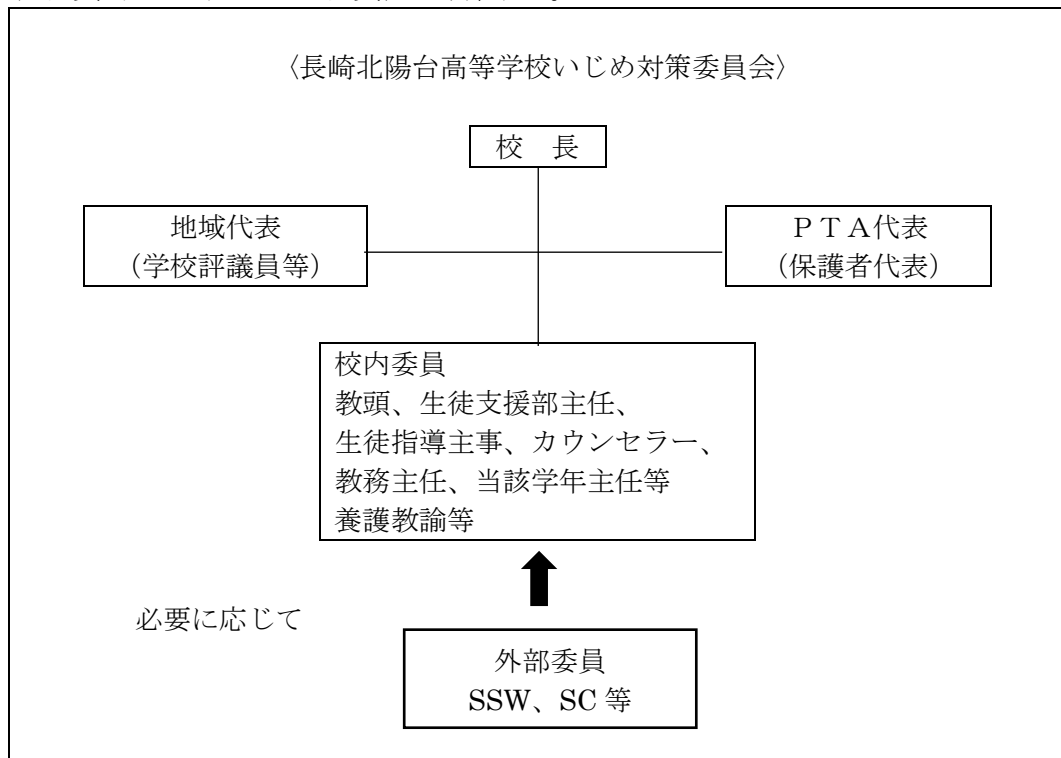 〈長崎北陽台高等学校いじめ対策委員会〉
校　長
地域代表
（学校評議員等）
ＰＴＡ代表
（保護者代表）
校内委員
教頭、生徒支援部主任、
生徒指導主事、カウンセラー、
教務主任、当該学年主任等
養護教諭等
必要に応じて
外部委員
SSW、SC 等